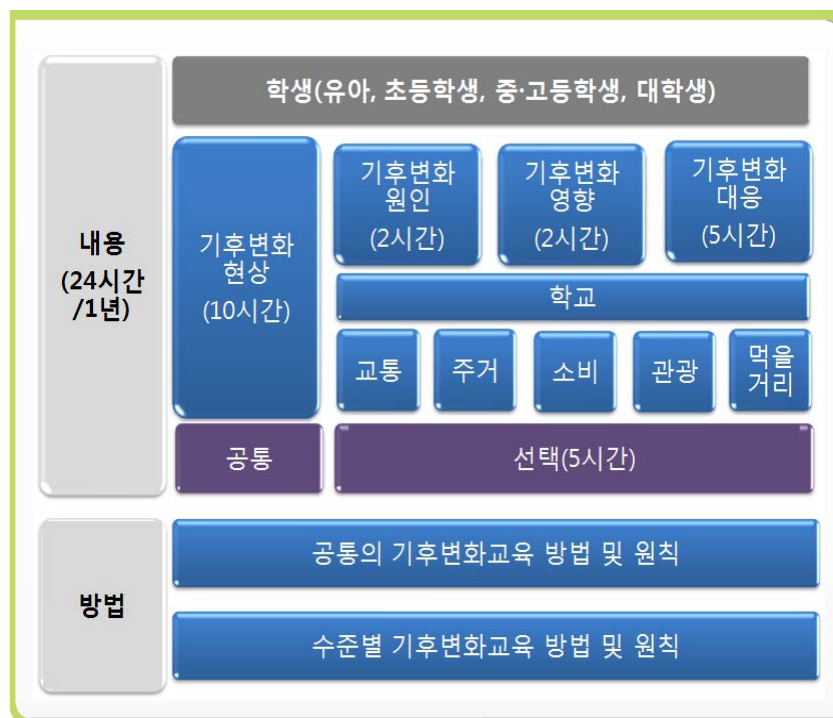 학생(유아, 초등학생, 중·고등학생, 대학생)
내용
(24시간
/1년)
기후변화
현상
(10시간)
기후변화
원인
(2시간)
기후변화
영향
(2시간)
기후변화
대응
(5시간)
학교
교통
주거
소비
관광
먹을
거리
공통
선택(5시간)
방법
공통의 기후변화교육 방법 및 원칙
수준별 기후변화교육 방법 및 원칙